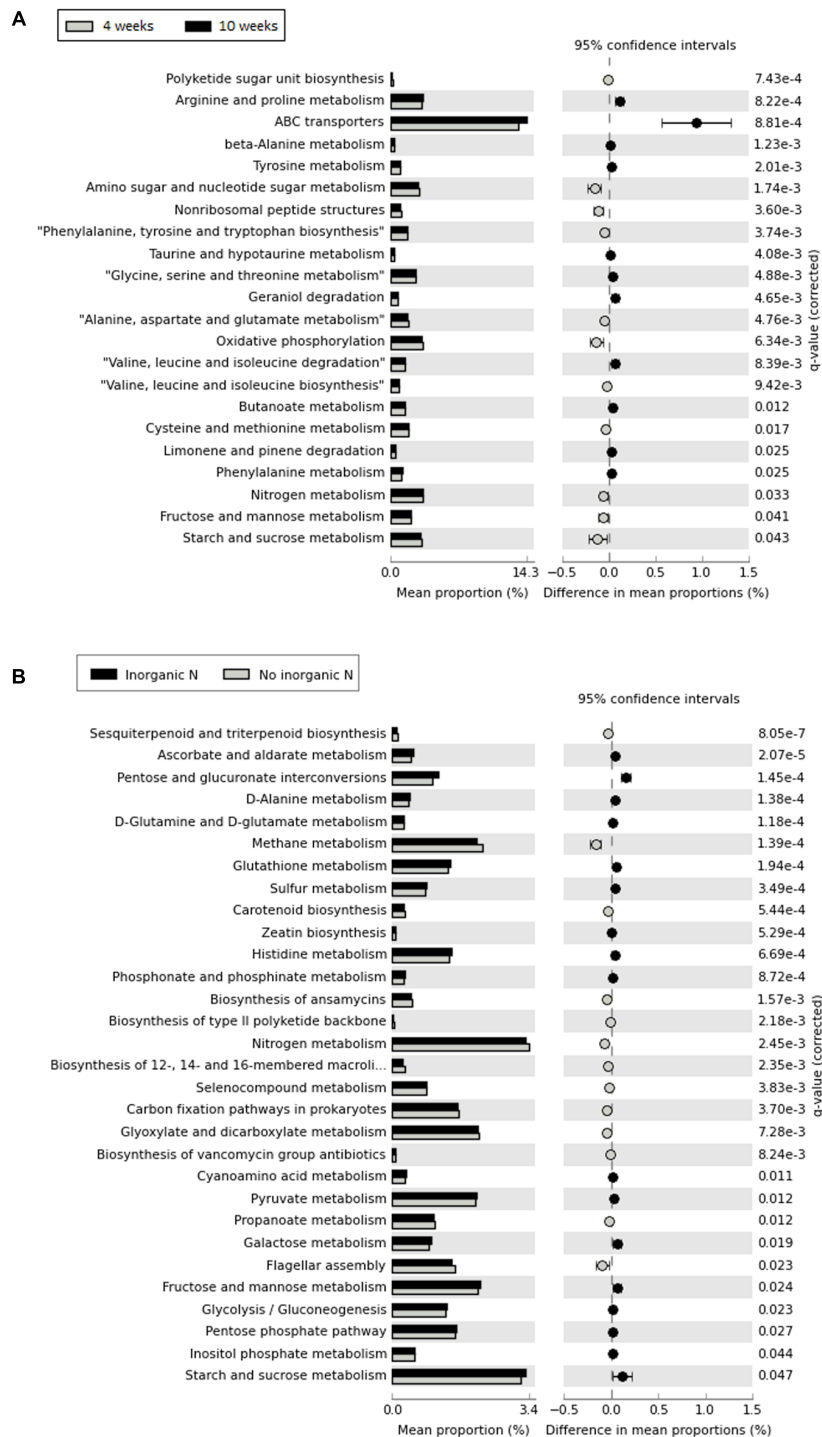 A
4 weeks 10 weeks
95% confidence intervals
Polyketide sugar unit biosynthesis 7.43e-4
Arginine and proline metabolism 8.22e-4
ABC transporters 8.81e-4
beta-Alanine metabolism 1.23e-3
Tyrosine metabolism 2.01e-3
Amino sugar and nucleotide sugar metabolism 1.74e-3
Nonribosomal peptide structures 3.60e-3
"Phenylalanine, tyrosine and tryptophan biosynthesis" 3.74e-3
Taurine and hypotaurine metabolism 4.08e-3
"Glycine, serine and threonine metabolism" 4.88e-3
Geraniol degradation 4.65e-3
"Alanine, aspartate and glutamate metabolism" 4.76e-3
Oxidative phosphorylation 6.34e-3
"Valine, leucine and isoleucine degradation" 8.39e-3
"Valine, leucine and isoleucine biosynthesis" 9.42e-3
Butanoate metabolism 0.012
Cysteine and methionine metabolism 0.017
Limonene and pinene degradation 0.025
Phenylalanine metabolism 0.025
Nitrogen metabolism 0.033
Fructose and mannose metabolism 0.041
Starch and sucrose metabolism 0.043
q-value (corrected)
0.0 14.3 −0.5 0.0 0.5 1.0 1.5
Mean proportion (%) Difference in mean proportions (%)
B
Inorganic N No inorganic N
95% confidence intervals
Sesquiterpenoid and triterpenoid biosynthesis 8.05e-7
Ascorbate and aldarate metabolism 2.07e-5
Pentose and glucuronate interconversions 1.45e-4
D-Alanine metabolism 1.38e-4
D-Glutamine and D-glutamate metabolism 1.18e-4
Methane metabolism 1.39e-4
Glutathione metabolism 1.94e-4
Sulfur metabolism 3.49e-4
Carotenoid biosynthesis 5.44e-4
Zeatin biosynthesis 5.29e-4
Histidine metabolism 6.69e-4
Phosphonate and phosphinate metabolism 8.72e-4
Biosynthesis of ansamycins 1.57e-3
Biosynthesis of type II polyketide backbone 2.18e-3
Nitrogen metabolism 2.45e-3
Biosynthesis of 12-, 14- and 16-membered macroli... 2.35e-3
Selenocompound metabolism 3.83e-3
Carbon fixation pathways in prokaryotes 3.70e-3
Glyoxylate and dicarboxylate metabolism 7.28e-3
Biosynthesis of vancomycin group antibiotics 8.24e-3
Cyanoamino acid metabolism 0.011
Pyruvate metabolism 0.012
Propanoate metabolism 0.012
Galactose metabolism 0.019
Flagellar assembly 0.023
Fructose and mannose metabolism 0.024
Glycolysis / Gluconeogenesis 0.023
Pentose phosphate pathway 0.027
Inositol phosphate metabolism 0.044
Starch and sucrose metabolism 0.047
q-value (corrected)
0.0 3.4 −0.5 0.0 0.5 1.0 1.5
Mean proportion (%) Difference in mean proportions (%)